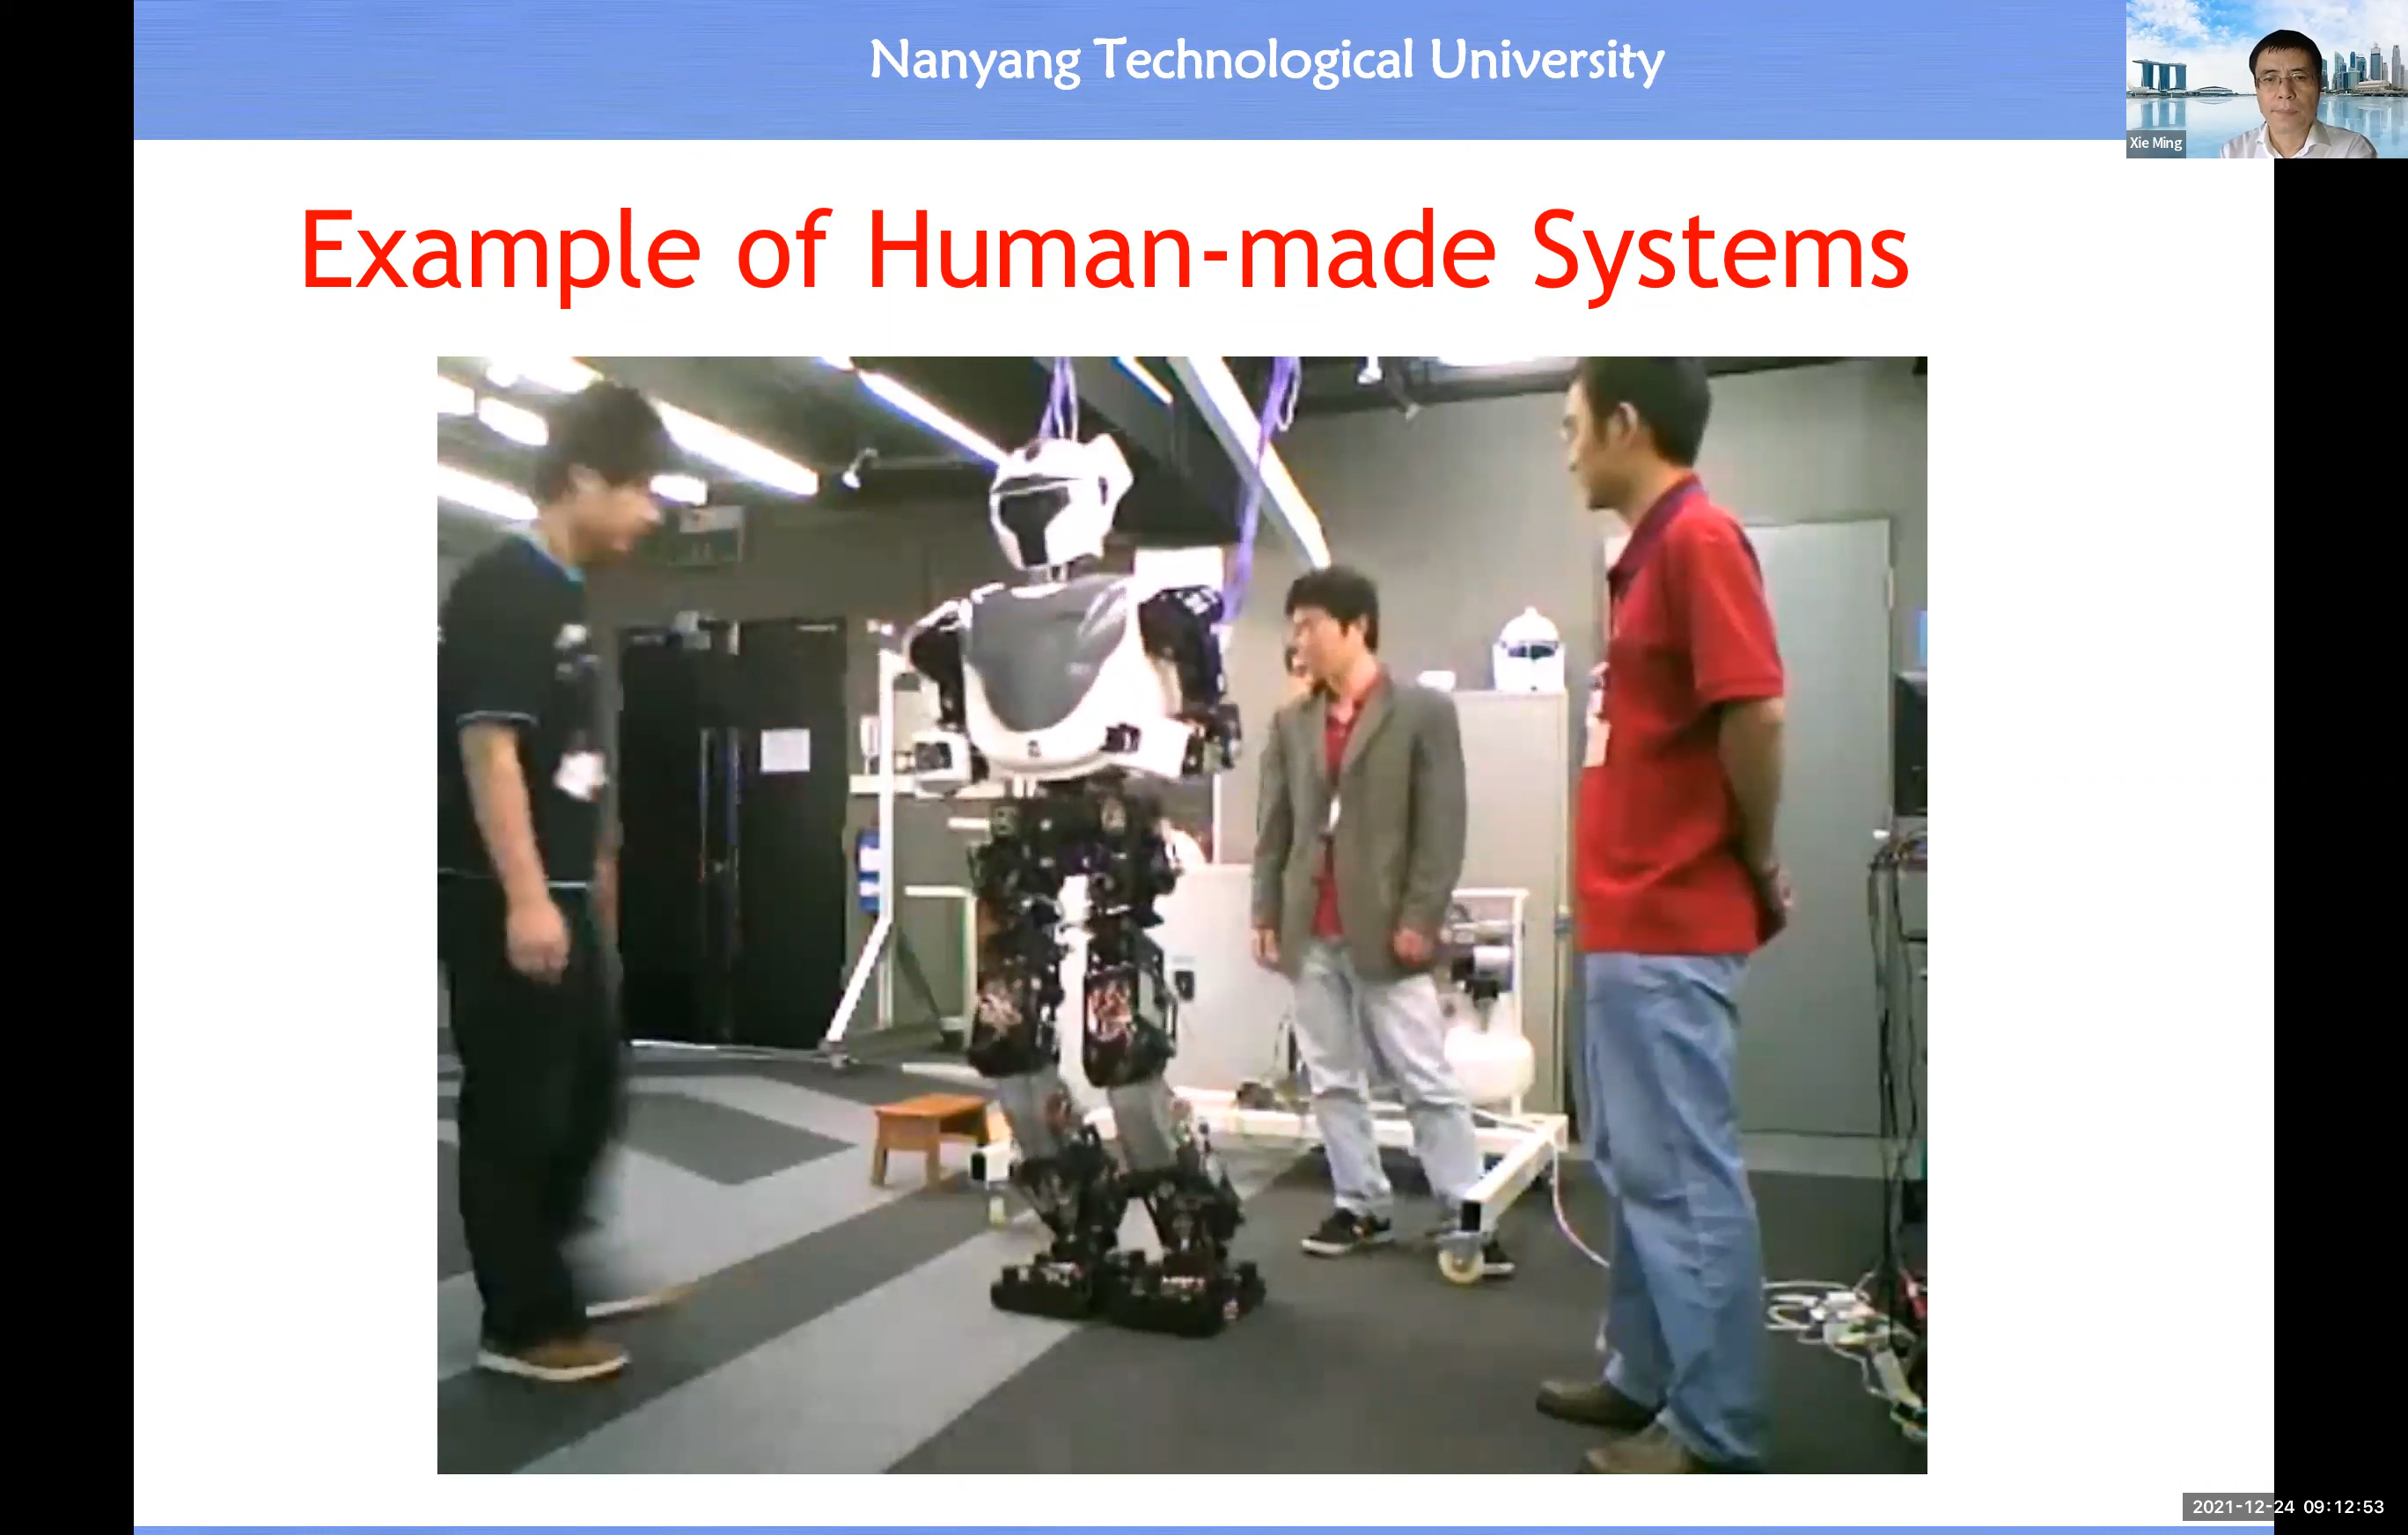 Nanyang Technological University
Xie Ming
Example of Human-made Systems
2021-12-24 09:12:53